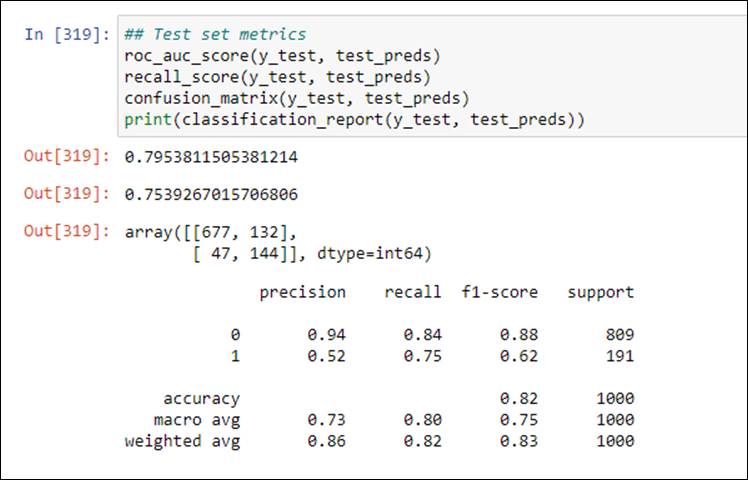 In [319]: ## Test set metrics
roc_auc_score(y_test, test_preds)
recall_score(y_test, test_preds)
confusion_matrix(y_test, test_preds)
print(classification_report(y_test, test_preds))
Out[319]: 0.7953811505381214
Out[319]: 0.7539267015706806
Out[319]: array([[677, 132],
[ 47, 144]], dtype=int64)
precision recall f1-score support
0 0.94 0.84 0.88 809
1 0.52 0.75 0.62 191
accuracy 0.82 1000
macro avg 0.73 0.80 0.75 1000
weighted avg 0.86 0.82 0.83 1000